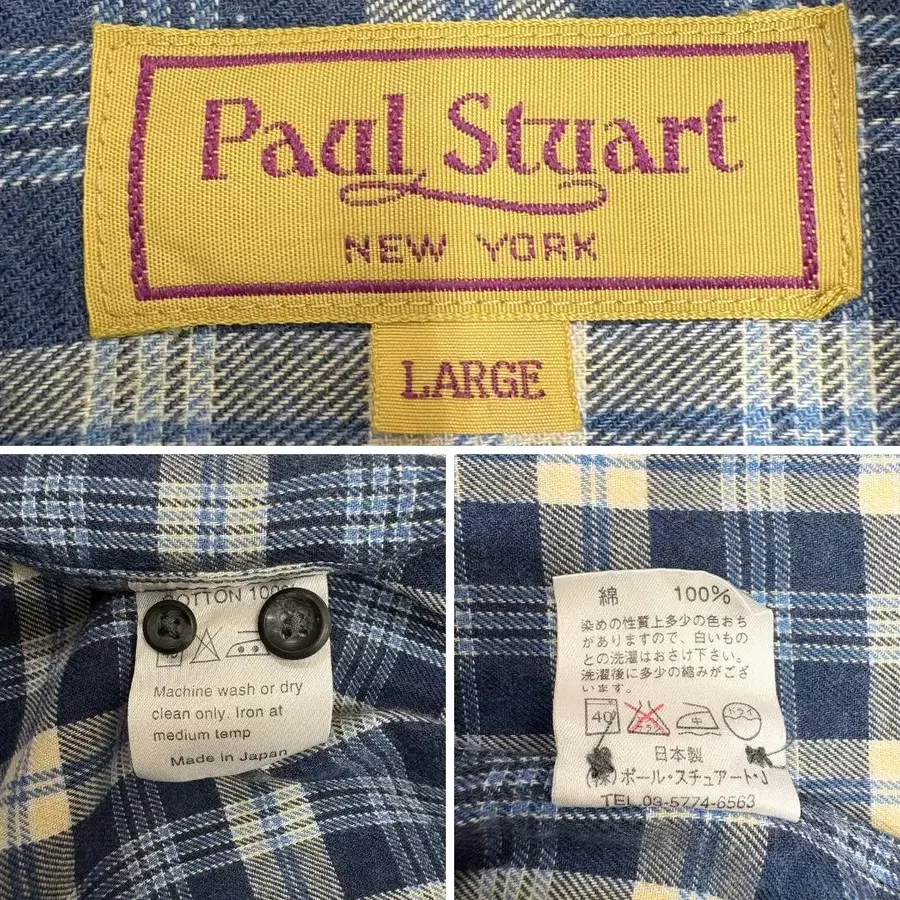 Paul Stuart
NEW YORK
LARGE
COTTON 100%
Machine wash or dry
clean only. Iron at
medium temp
Made in Japan
綿 100%
染めの性質上多少の色おち
がありますので、白いもの
との洗濯はおさけ下さい。
洗濯後に多少の縮みがござ
います。
40 中 ドライ
日本製
(株)ポール・スチュアート・J
TEL 03-5774-6563